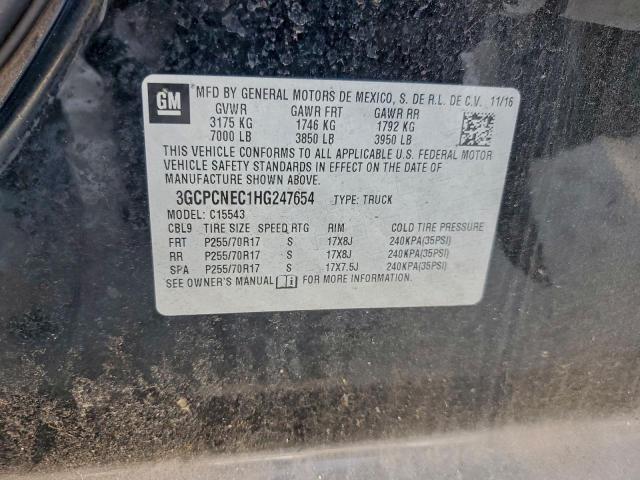 GM
MFD BY GENERAL MOTORS DE MEXICO, S. DE R.L. DE C.V. 11/16
GVWR GAWR FRT GAWR RR
3175 KG 1746 KG 1792 KG
7000 LB 3850 LB 3950 LB
THIS VEHICLE CONFORMS TO ALL APPLICABLE U.S. FEDERAL MOTOR
VEHICLE SAFETY STANDARDS IN EFFECT ON THE DATE OF
MANUFACTURE SHOWN ABOVE.
3GCPCNEC1HG247654 TYPE: TRUCK
MODEL: C15543
CBL9 TIRE SIZE SPEED RTG RIM COLD TIRE PRESSURE
FRT P255/70R17 S 17X8J 240KPA(35PSI)
RR P255/70R17 S 17X8J 240KPA(35PSI)
SPA P255/70R17 S 17X7.5J 240KPA(35PSI)
SEE OWNER'S MANUAL FOR MORE INFORMATION.